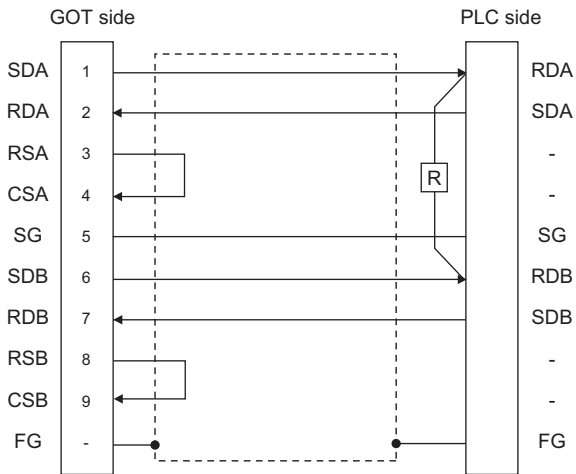 GOT side PLC side
SDA 1 RDA
RDA 2 SDA
RSA 3 -
R
CSA 4 -
SG 5 SG
SDB 6 RDB
RDB 7 SDB
RSB 8 -
CSB 9 -
FG - FG